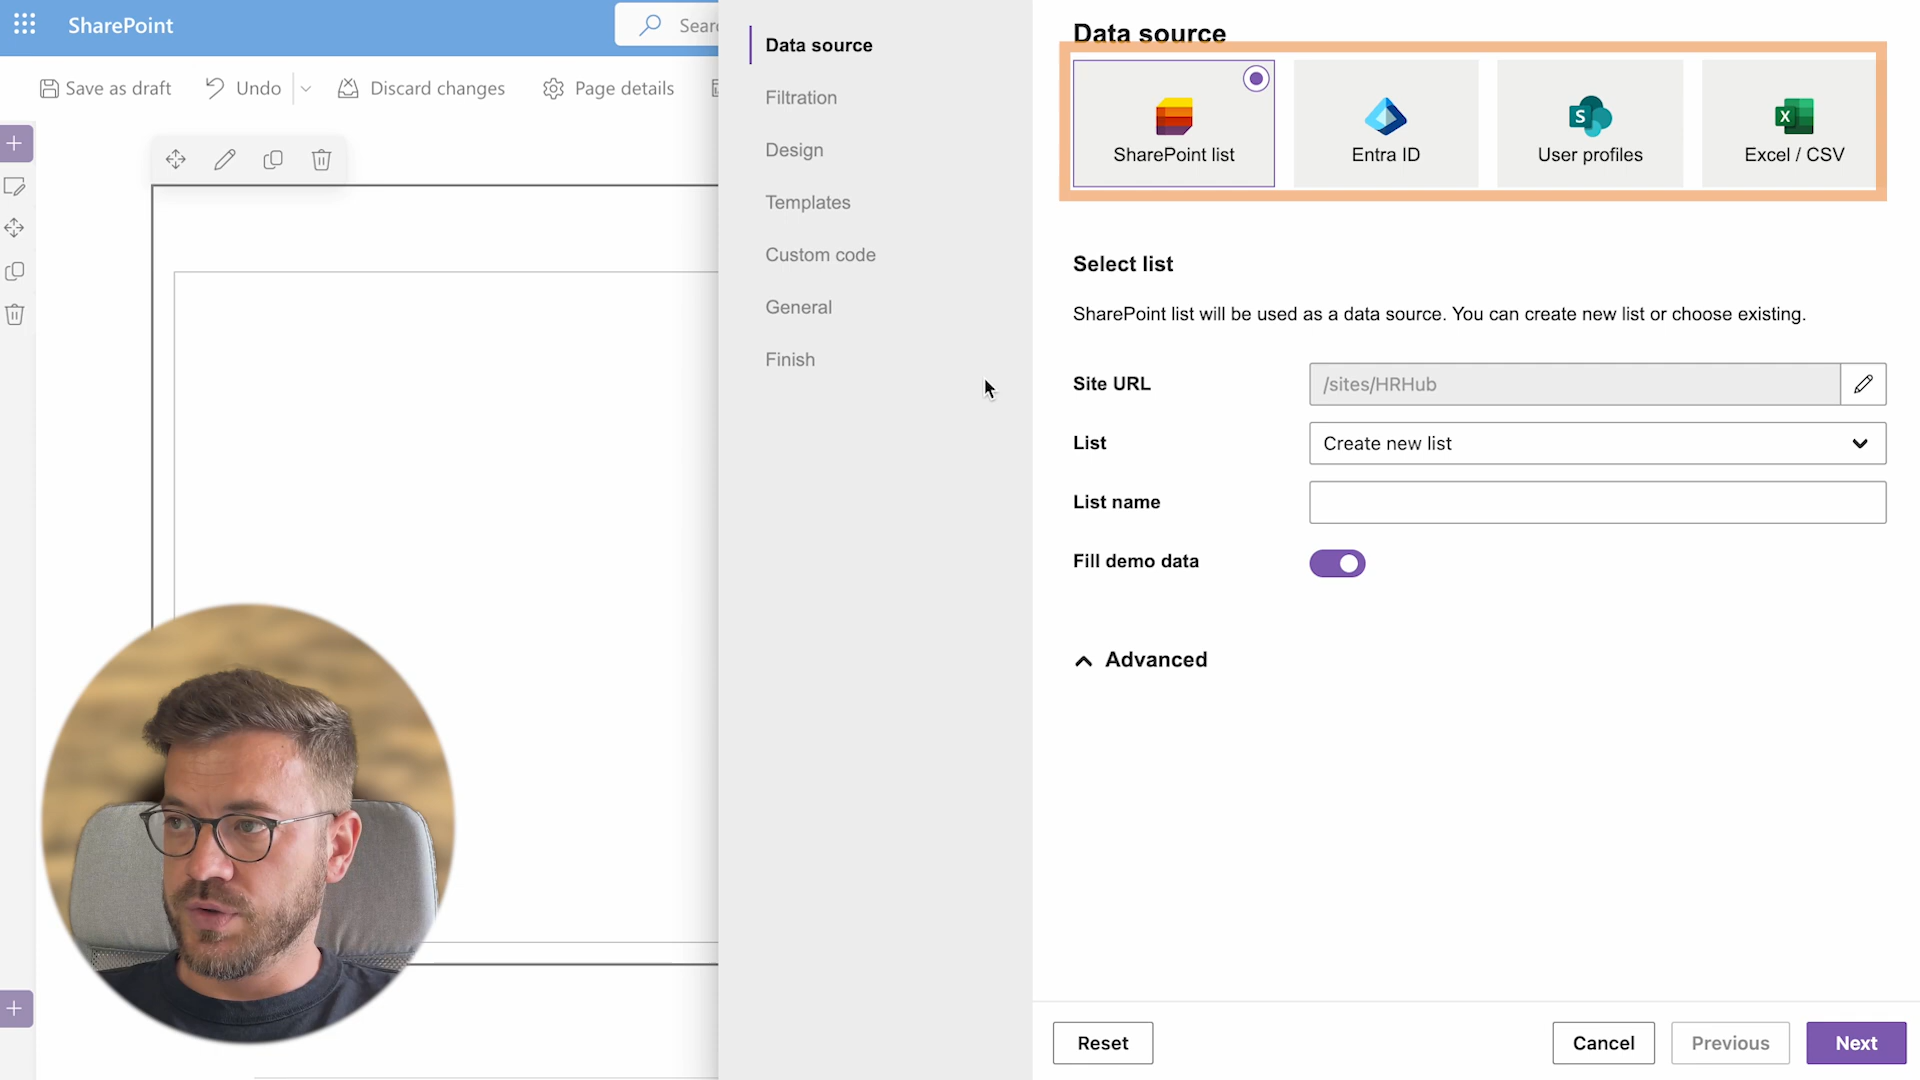 SharePoint
Sear
Save as draft
Undo
Discard changes
Page details
Data source
Filtration
Design
Templates
Custom code
General
Finish
Data source
SharePoint list
Entra ID
S
User profiles
X
Excel / CSV
Select list
SharePoint list will be used as a data source. You can create new list or choose existing.
Site URL
/sites/HRHub
List
Create new list
List name
Fill demo data
Advanced
Reset
Cancel
Previous
Next